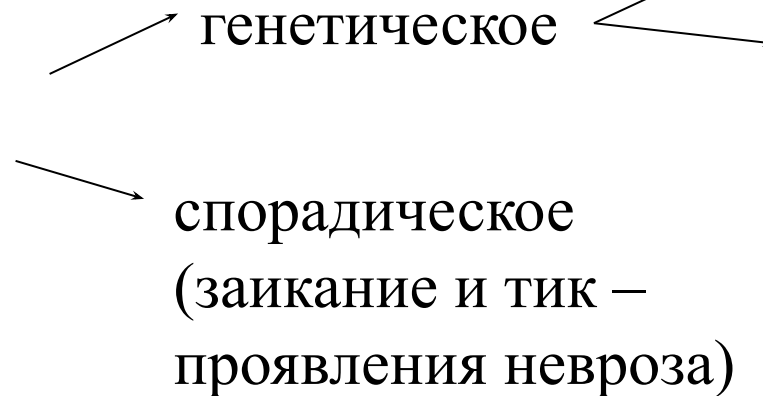 генетическое
спорадическое
(заикание и тик –
проявления невроза)